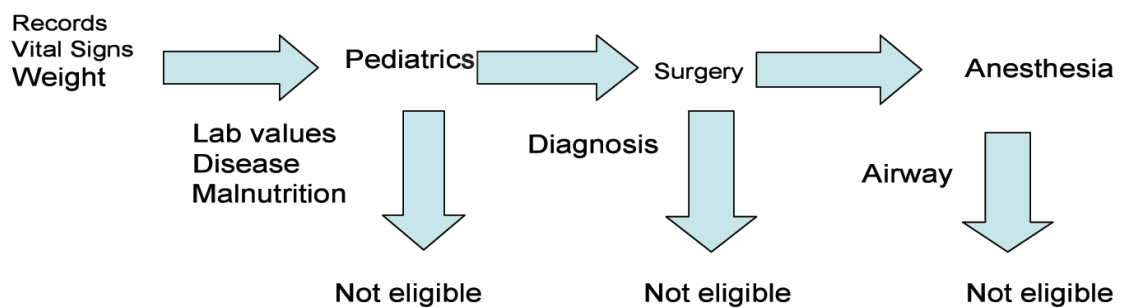 Records
Vital Signs
Weight
Pediatrics
Surgery
Anesthesia
Lab values
Disease
Malnutrition
Diagnosis
Airway
Not eligible
Not eligible
Not eligible